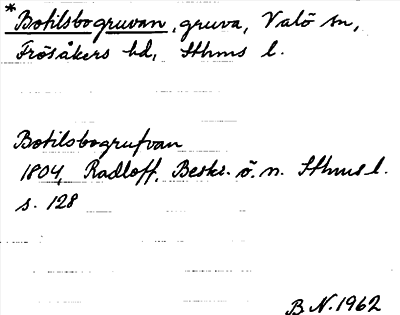 *Botilsbogruvan, gruva, Valö sn,
Frösåkers hd, Sthms l.
Botilsbogrufvan
1804, Radloff, Beskr. ö. n. Sthms l.
s. 128
B N. 1962